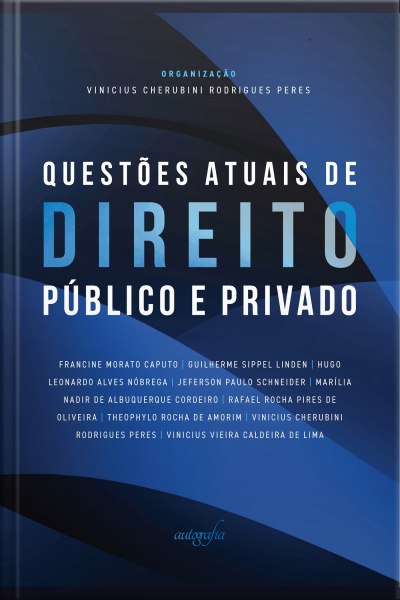 ORGANIZAÇÃO
VINICIUS CHERUBINI RODRIGUES PERES
QUESTÕES ATUAIS DE
DIREITO
PÚBLICO E PRIVADO
FRANCINE MORATO CAPUTO | GUILHERME SIPPEL LINDEN | HUGO
LEONARDO ALVES NÓBREGA | JEFERSON PAULO SCHNEIDER | MARÍLIA
NADIR DE ALBUQUERQUE CORDEIRO | RAFAEL ROCHA PIRES DE
OLIVEIRA | THEOPHYLO ROCHA DE AMORIM | VINICIUS CHERUBINI
RODRIGUES PERES | VINICIUS VIEIRA CALDEIRA DE LIMA
autografia